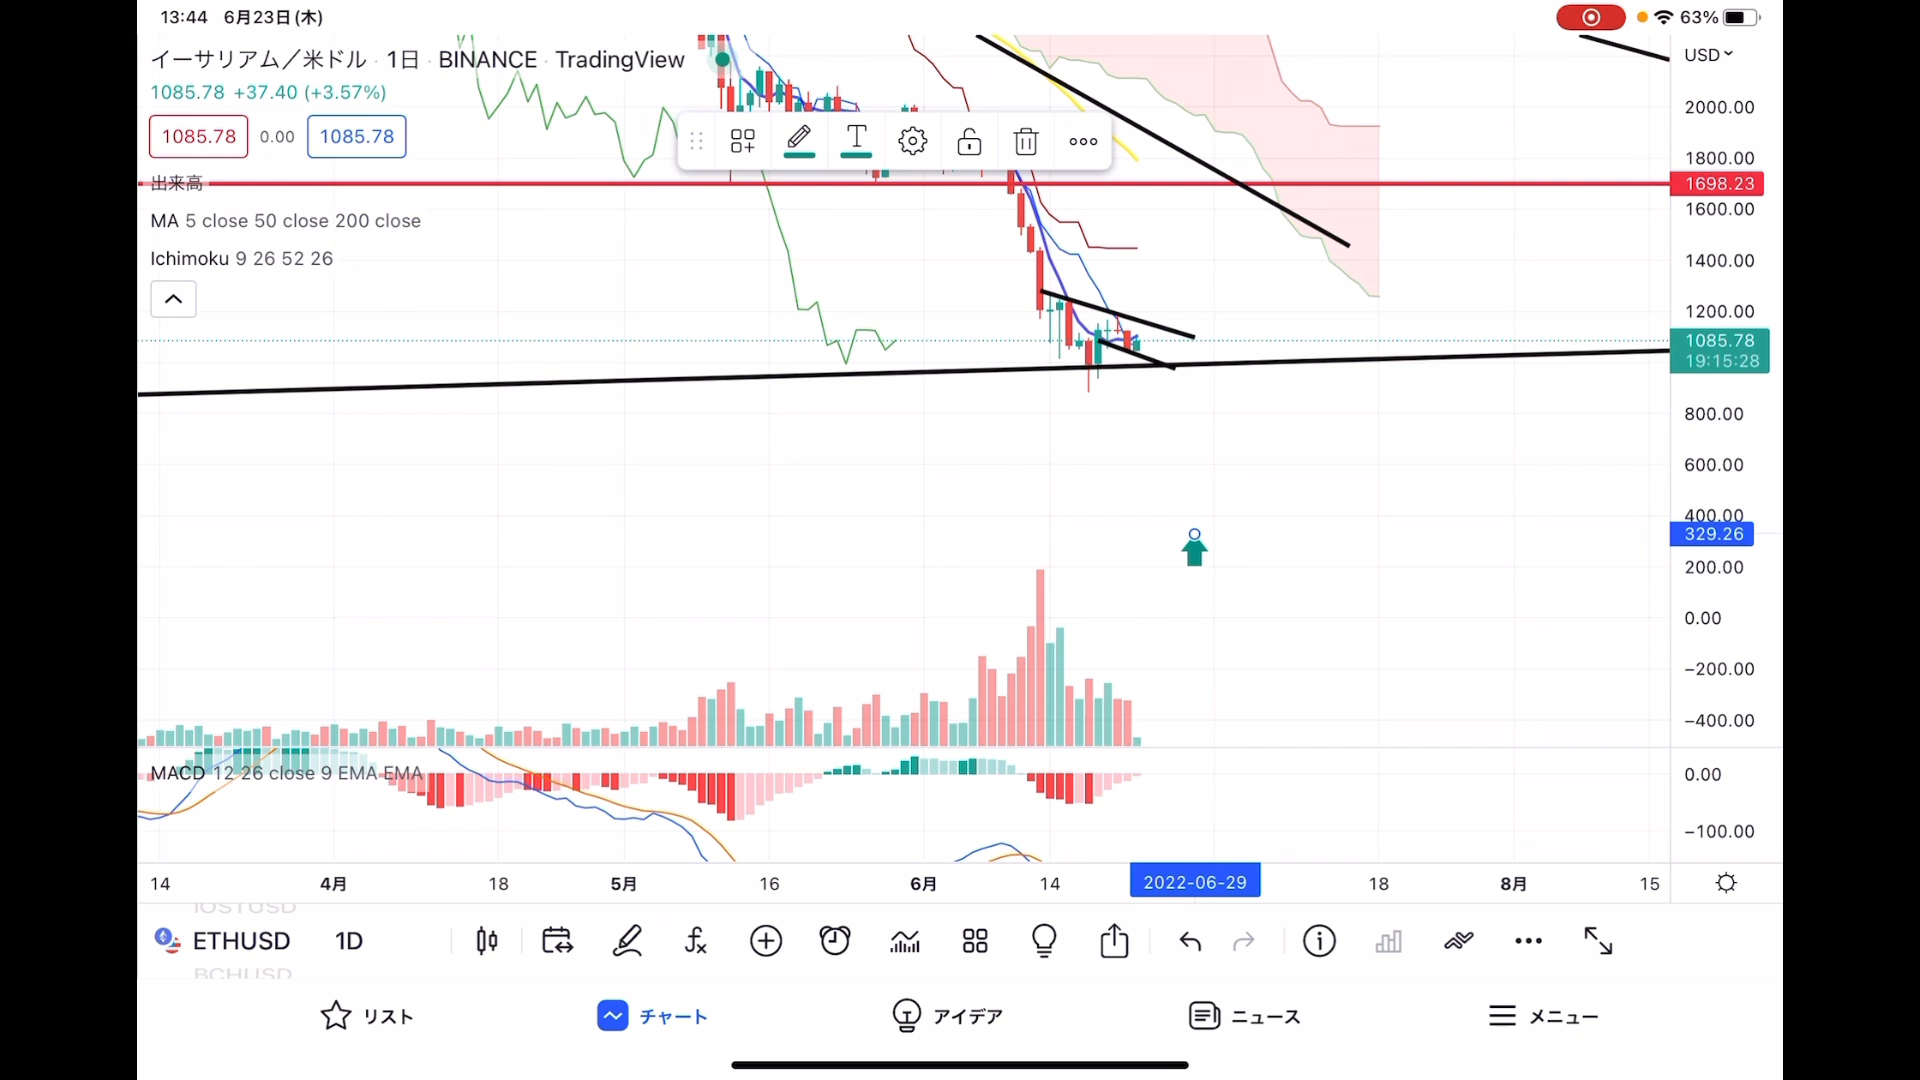 13:44 6月23日(木)
63%
イーサリアム／米ドル · 1日 · BINANCE · TradingView
1085.78 +37.40 (+3.57%)
1085.78 0.00 1085.78
出来高
MA 5 close 50 close 200 close
Ichimoku 9 26 52 26
T
USD
2000.00
1800.00
1698.23
1600.00
1400.00
1200.00
1085.78
19:15:28
800.00
600.00
400.00
329.26
200.00
0.00
−200.00
−400.00
MACD 12 26 close 9 EMA EMA
0.00
−100.00
14 4月 18 5月 16 6月 14 2022-06-29 18 8月 15
IOSTUSD
ETHUSD 1D
BCHUSD
リスト チャート アイデア ニュース メニュー